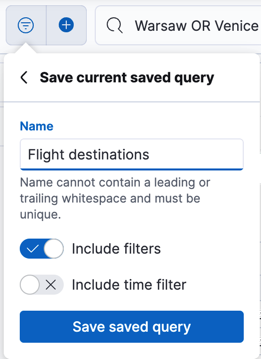 Warsaw OR Venice
Save current saved query
Name
Flight destinations
Name cannot contain a leading or
trailing whitespace and must be
unique.
Include filters
Include time filter
Save saved query